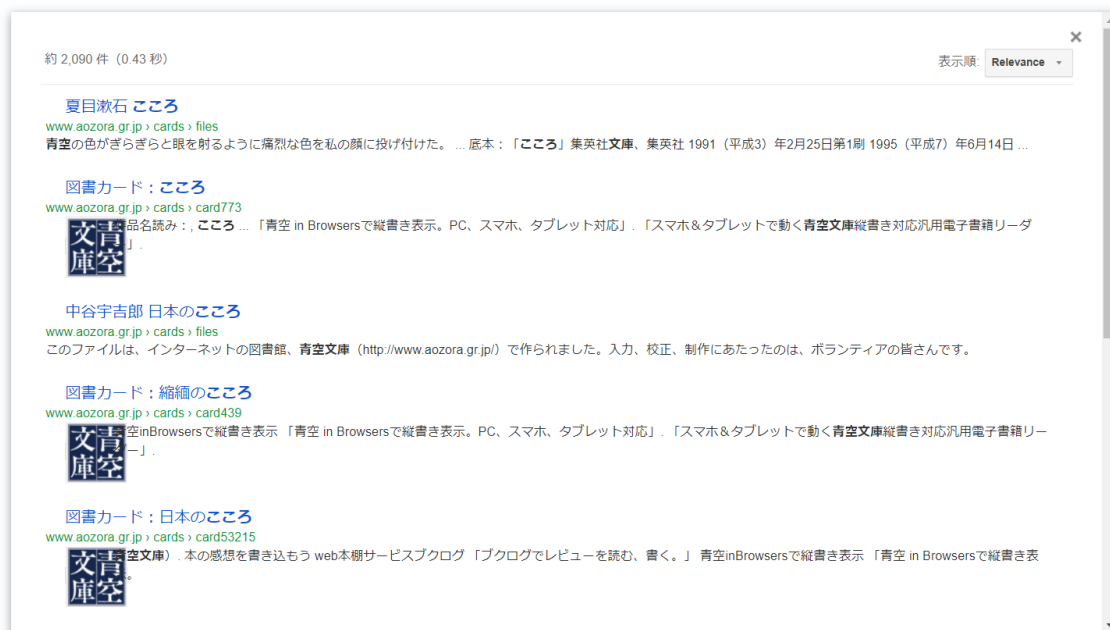 約 2,090 件（0.43 秒）
表示順: Relevance
夏目漱石 こころ
www.aozora.gr.jp › cards › files
青空の色がぎらぎらと眼を射るように痛烈な色を私の顔に投げ付けた。 ... 底本：「こころ」集英社文庫、集英社 1991（平成3）年2月25日第1刷 1995（平成7）年6月14日 ...
図書カード：こころ
www.aozora.gr.jp › cards › card773
青空文庫
品名読み：, こころ ... 「青空 in Browsersで縦書き表示。PC、スマホ、タブレット対応」. 「スマホ＆タブレットで動く青空文庫縦書き対応汎用電子書籍リーダ
」.
中谷宇吉郎 日本のこころ
www.aozora.gr.jp › cards › files
このファイルは、インターネットの図書館、青空文庫（http://www.aozora.gr.jp/）で作られました。入力、校正、制作にあたったのは、ボランティアの皆さんです。
図書カード：縮緬のこころ
www.aozora.gr.jp › cards › card439
青空文庫
空inBrowsersで縦書き表示 「青空 in Browsersで縦書き表示。PC、スマホ、タブレット対応」. 「スマホ＆タブレットで動く青空文庫縦書き対応汎用電子書籍リー
ー」.
図書カード：日本のこころ
www.aozora.gr.jp › cards › card53215
青空文庫
空文庫）. 本の感想を書き込もう web本棚サービスブクログ 「ブクログでレビューを読む、書く。」 青空inBrowsersで縦書き表示 「青空 in Browsersで縦書き表
。